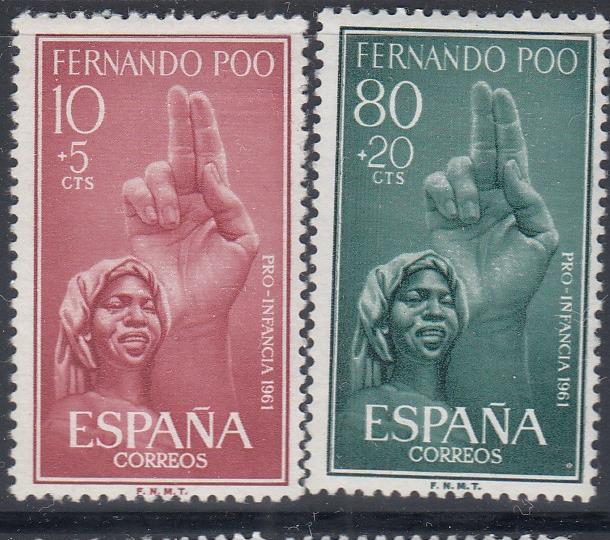 FERNANDO POO
10
+5
CTS
PRO-INFANCIA 1961
ESPAÑA
CORREOS
F.N.M.T.
FERNANDO POO
80
+20
CTS
PRO-INFANCIA 1961
ESPAÑA
CORREOS
F.N.M.T.